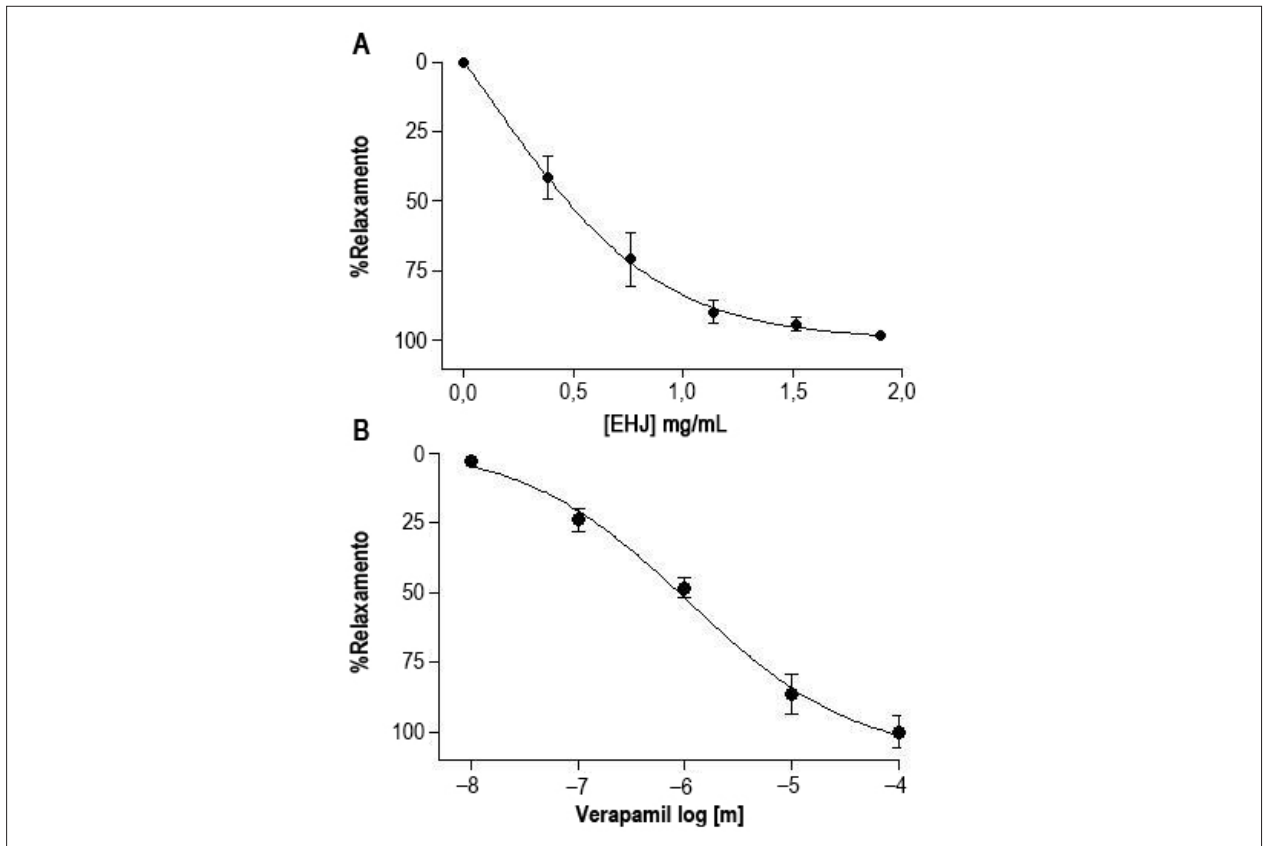 A
%Relaxamento
0
25
50
75
100
0,0 0,5 1,0 1,5 2,0
[EHJ] mg/mL
B
%Relaxamento
0
25
50
75
100
–8 –7 –6 –5 –4
Verapamil log [m]